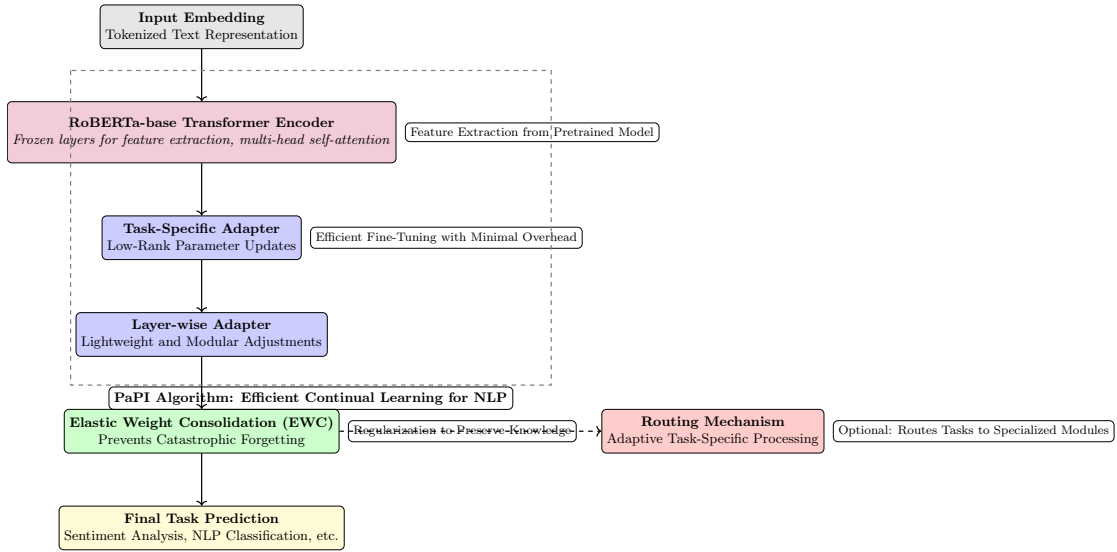 Input Embedding
Tokenized Text Representation
RoBERTa-base Transformer Encoder
Frozen layers for feature extraction, multi-head self-attention
Feature Extraction from Pretrained Model
Task-Specific Adapter
Low-Rank Parameter Updates
Efficient Fine-Tuning with Minimal Overhead
Layer-wise Adapter
Lightweight and Modular Adjustments
PaPI Algorithm: Efficient Continual Learning for NLP
Elastic Weight Consolidation (EWC)
Prevents Catastrophic Forgetting
Regularization to Preserve Knowledge
Routing Mechanism
Adaptive Task-Specific Processing
Optional: Routes Tasks to Specialized Modules
Final Task Prediction
Sentiment Analysis, NLP Classification, etc.